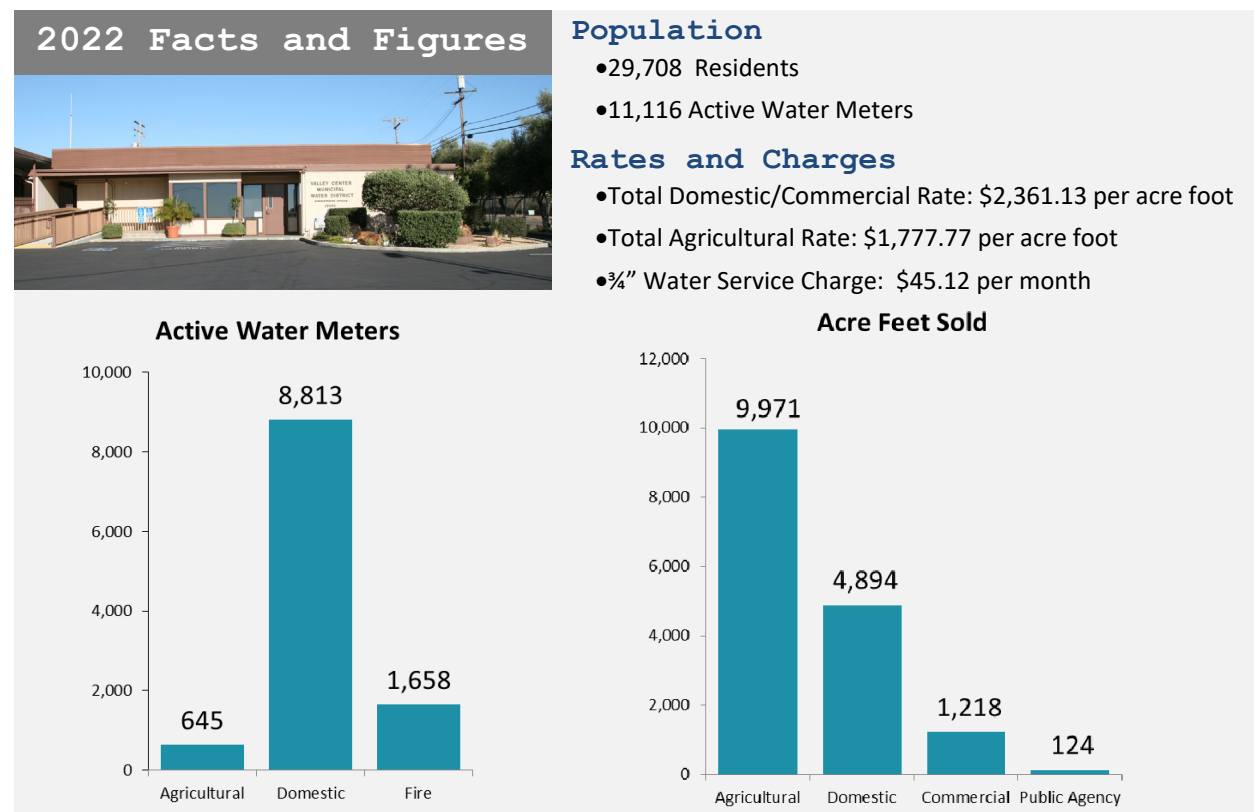 2022 Facts and Figures
VALLEY CENTER
MUNICIPAL
WATER DISTRICT
Population
•29,708 Residents
•11,116 Active Water Meters
Rates and Charges
•Total Domestic/Commercial Rate: $2,361.13 per acre foot
•Total Agricultural Rate: $1,777.77 per acre foot
•¾” Water Service Charge: $45.12 per month
Active Water Meters
10,000
8,000
6,000
4,000
2,000
0
645
8,813
1,658
Agricultural Domestic Fire
Acre Feet Sold
12,000
10,000
8,000
6,000
4,000
2,000
0
9,971
4,894
1,218
124
Agricultural Domestic Commercial Public Agency